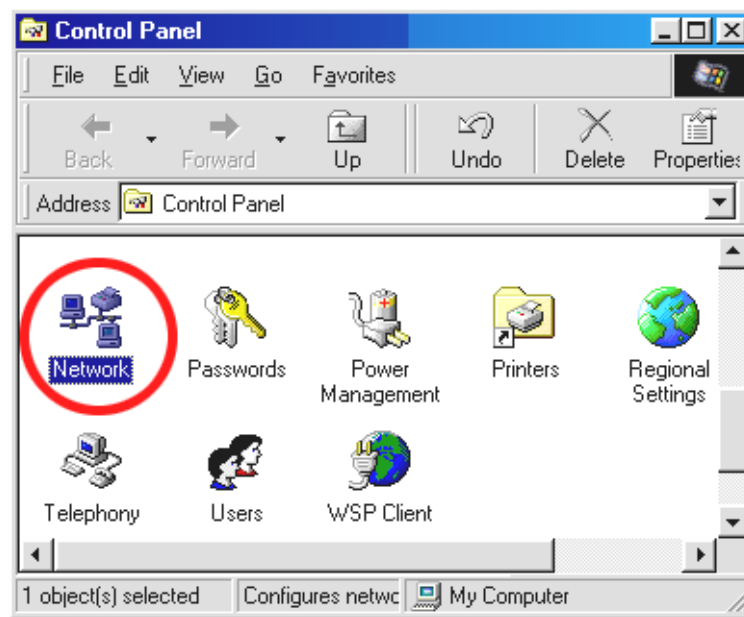 Control Panel
File Edit View Go Favorites
Back Forward Up Undo Delete Properties
Address Control Panel
Network Passwords Power Management Printers Regional Settings
Telephony Users WSP Client
1 object(s) selected Configures netwc My Computer